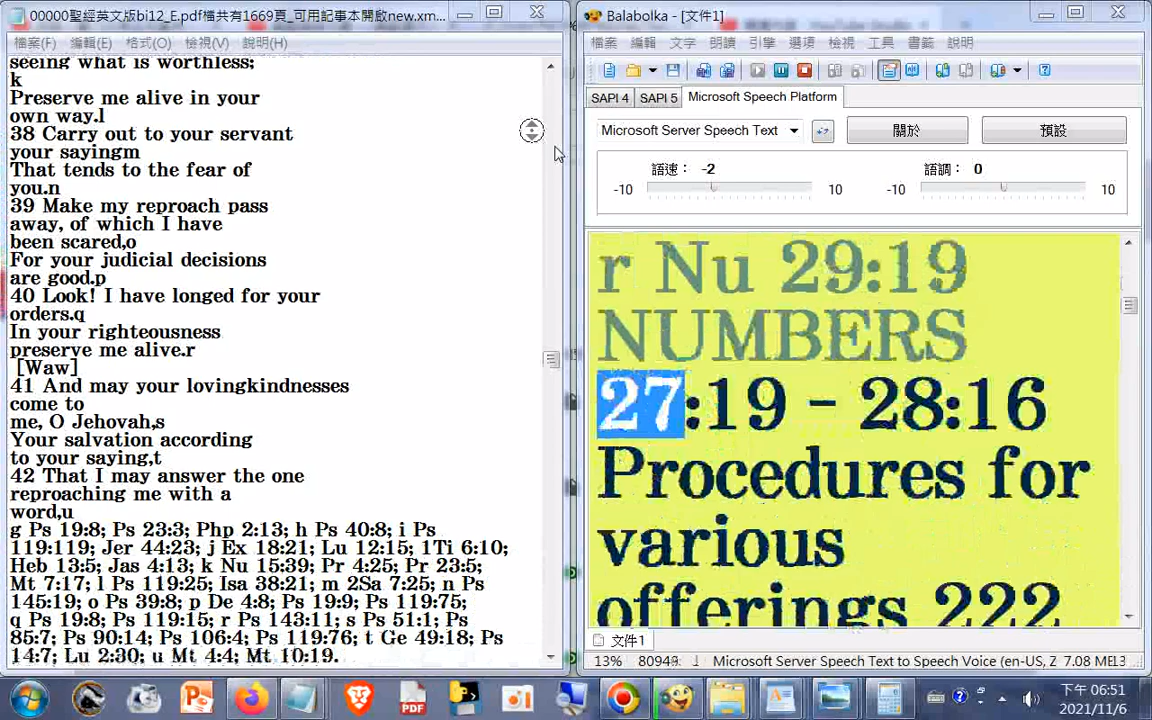 00000聖經英文版bi12_E.pdf檔共有1669頁_可用記事本開啟new.xm...
檔案(F) 編輯(E) 格式(O) 檢視(V) 說明(H)
seeing what is worthless;
k
Preserve me alive in your
own way.l
38 Carry out to your servant
your sayingm
That tends to the fear of
you.n
39 Make my reproach pass
away, of which I have
been scared,o
For your judicial decisions
are good.p
40 Look! I have longed for your
orders.q
In your righteousness
preserve me alive.r
[Waw]
41 And may your lovingkindnesses
come to
me, O Jehovah,s
Your salvation according
to your saying,t
42 That I may answer the one
reproaching me with a
word,u
g Ps 19:8; Ps 23:3; Php 2:13; h Ps 40:8; i Ps
119:119; Jer 44:23; j Ex 18:21; Lu 12:15; 1Ti 6:10;
Heb 13:5; Jas 4:13; k Nu 15:39; Pr 4:25; Pr 23:5;
Mt 7:17; l Ps 119:25; Isa 38:21; m 2Sa 7:25; n Ps
145:19; o Ps 39:8; p De 4:8; Ps 19:9; Ps 119:75;
q Ps 19:8; Ps 119:15; r Ps 143:11; s Ps 51:1; Ps
85:7; Ps 90:14; Ps 106:4; Ps 119:76; t Ge 49:18; Ps
14:7; Lu 2:30; u Mt 4:4; Mt 10:19.
Balabolka - [文件1]
檔案 編輯 文字 朗讀 引擎 選項 檢視 工具 書籤 說明
SAPI 4 SAPI 5 Microsoft Speech Platform
Microsoft Server Speech Text 關於 預設
語速： -2 語調： 0
-10 10 -10 10
r Nu 29:19
NUMBERS
27:19 - 28:16
Procedures for
various
offerings 222
文件1
13% Microsoft Server Speech Text to Speech Voice (en-US, Z 7.08 ME
下午 06:51
2021/11/6